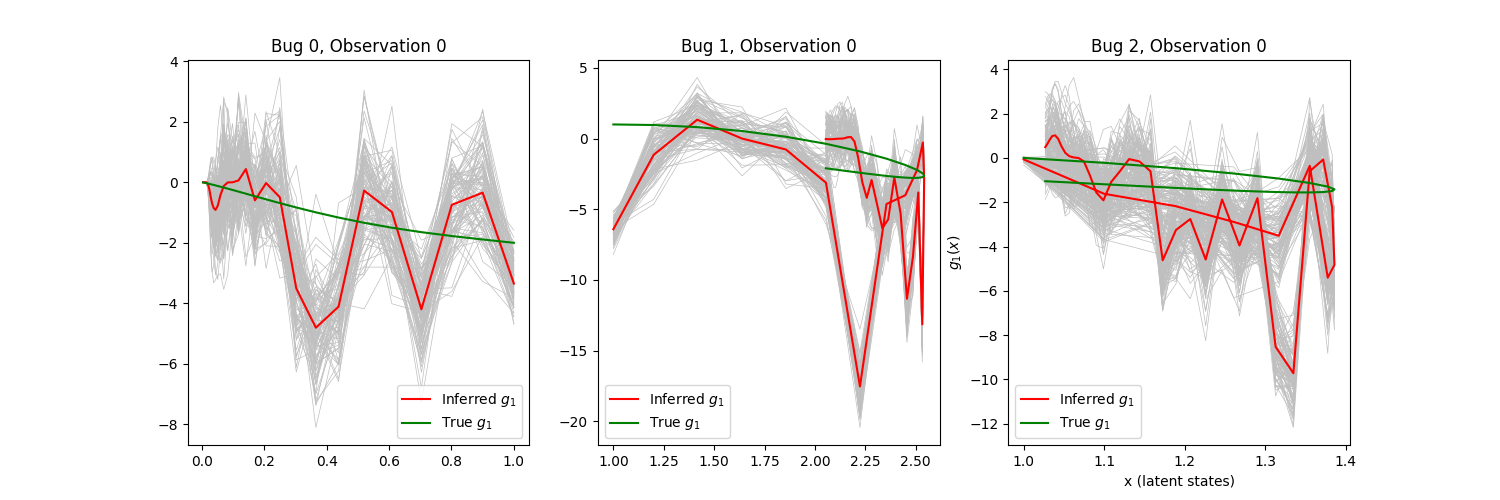 Bug 0, Observation 0
4
2
0
−2
−4
−6
−8
0.0 0.2 0.4 0.6 0.8 1.0
Inferred g₁
True g₁
Bug 1, Observation 0
5
0
−5
−10
−15
−20
1.00 1.25 1.50 1.75 2.00 2.25 2.50
Inferred g₁
True g₁
Bug 2, Observation 0
g₁(x)
4
2
0
−2
−4
−6
−8
−10
−12
1.0 1.1 1.2 1.3 1.4
x (latent states)
Inferred g₁
True g₁